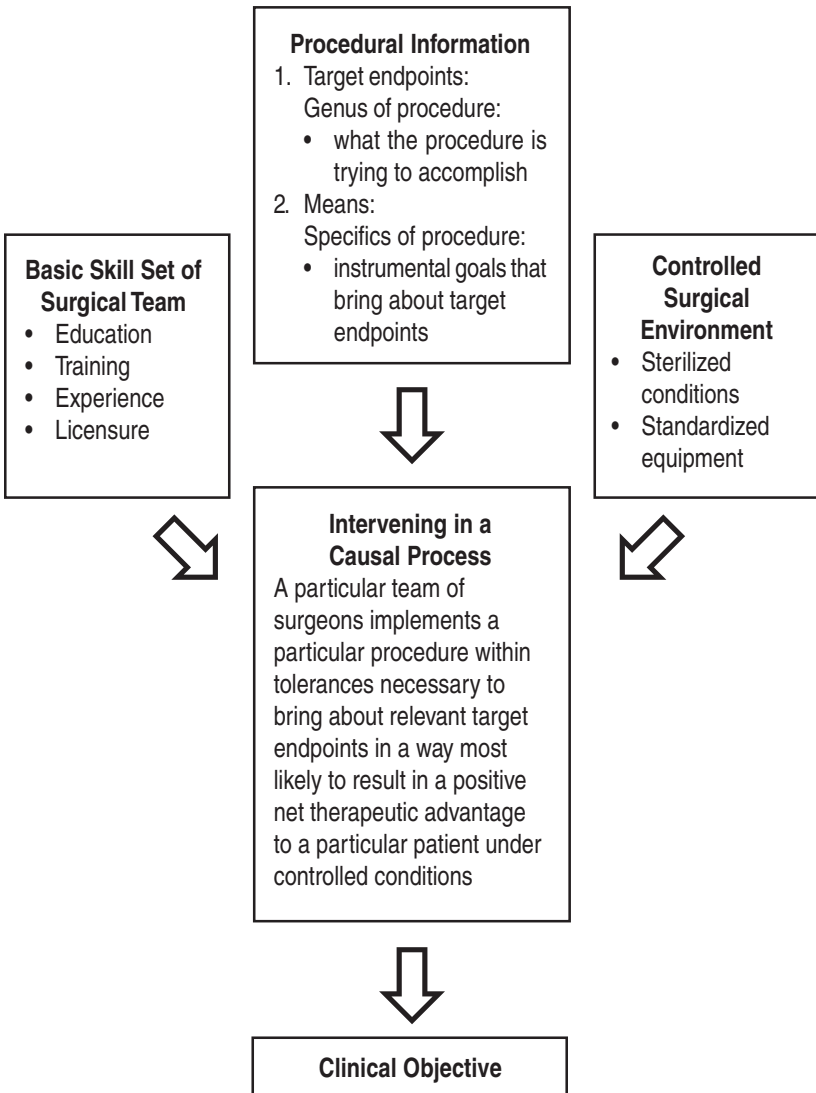 Procedural Information
1. Target endpoints:
Genus of procedure:
• what the procedure is
trying to accomplish
2. Means:
Specifics of procedure:
• instrumental goals that
bring about target
endpoints
Basic Skill Set of
Surgical Team
• Education
• Training
• Experience
• Licensure
Controlled
Surgical
Environment
• Sterilized
conditions
• Standardized
equipment
Intervening in a
Causal Process
A particular team of
surgeons implements a
particular procedure within
tolerances necessary to
bring about relevant target
endpoints in a way most
likely to result in a positive
net therapeutic advantage
to a particular patient under
controlled conditions
Clinical Objective